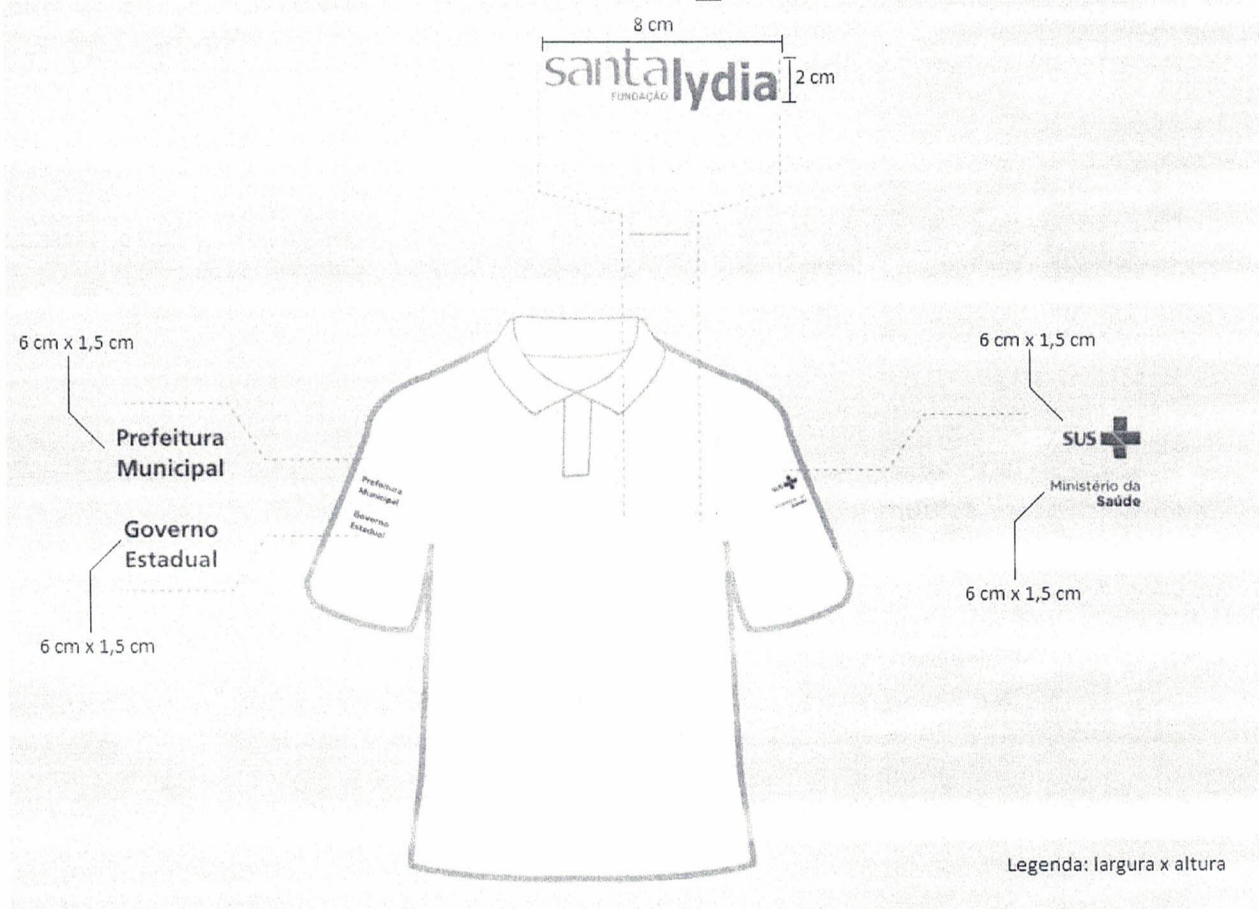 8 cm
santa lydia
FUNDAÇÃO
2 cm
6 cm x 1,5 cm
Prefeitura
Municipal
Governo
Estadual
6 cm x 1,5 cm
Prefeitura
Municipal
Governo
Estadual
6 cm x 1,5 cm
SUS
Ministério da
Saúde
6 cm x 1,5 cm
Legenda: largura x altura